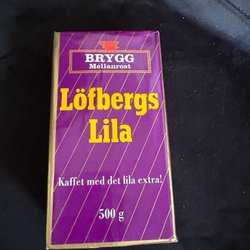 BRYGG
Mellanrost
Löfbergs
Lila
Kaffet med det lila extra!
500 g